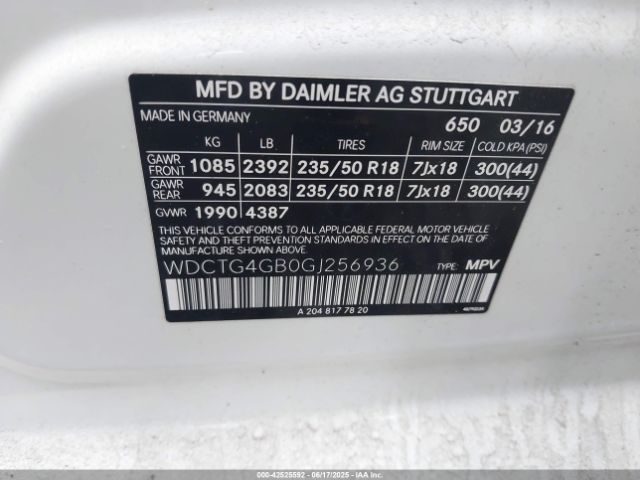 MFD BY DAIMLER AG STUTTGART
MADE IN GERMANY 650 03/16
KG LB TIRES RIM SIZE COLD KPA(PSI)
GAWR FRONT 1085 2392 235/50 R18 7Jx18 300(44)
GAWR REAR 945 2083 235/50 R18 7Jx18 300(44)
GVWR 1990 4387
THIS VEHICLE CONFORMS TO ALL APPLICABLE FEDERAL MOTOR VEHICLE
SAFETY AND THEFT PREVENTION STANDARDS IN EFFECT ON THE DATE
OF MANUFACTURE SHOWN ABOVE.
WDCTG4GB0GJ256936 TYPE: MPV
A 204 817 78 20
000-42525592 - 06/17/2025 - IAAI.com